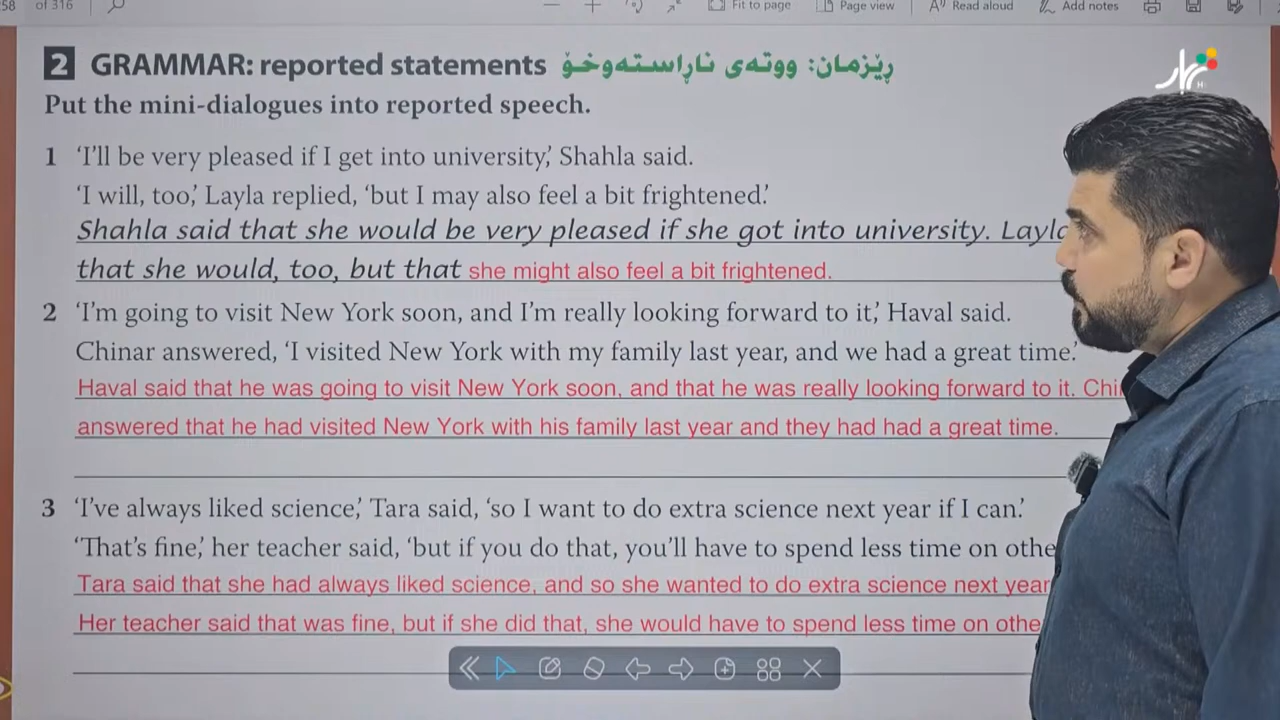 58 of 316 Fit to page Page view Read aloud Add notes
2 GRAMMAR: reported statements ڕێزمان: ووتەی ناڕاستەوخۆ
Put the mini-dialogues into reported speech.
1 ‘I’ll be very pleased if I get into university,’ Shahla said.
‘I will, too,’ Layla replied, ‘but I may also feel a bit frightened.’
Shahla said that she would be very pleased if she got into university.
that she would, too, but that she might also feel a bit frightened.
2 ‘I’m going to visit New York soon, and I’m really looking forward to it,’ Haval said.
Chinar answered, ‘I visited New York with my family last year, and we had a great time.’
Haval said that he was going to visit New York soon, and that he was really looking forward to it.
answered that he had visited New York with his family last year and they had had a great time.
3 ‘I’ve always liked science,’ Tara said, ‘so I want to do extra science next year if I can.’
‘That’s fine,’ her teacher said, ‘but if you do that, you’ll have to spend less time on
Tara said that she had always liked science, and so she wanted to do extra science next year
Her teacher said that was fine, but if she did that, she would have to spend less time on